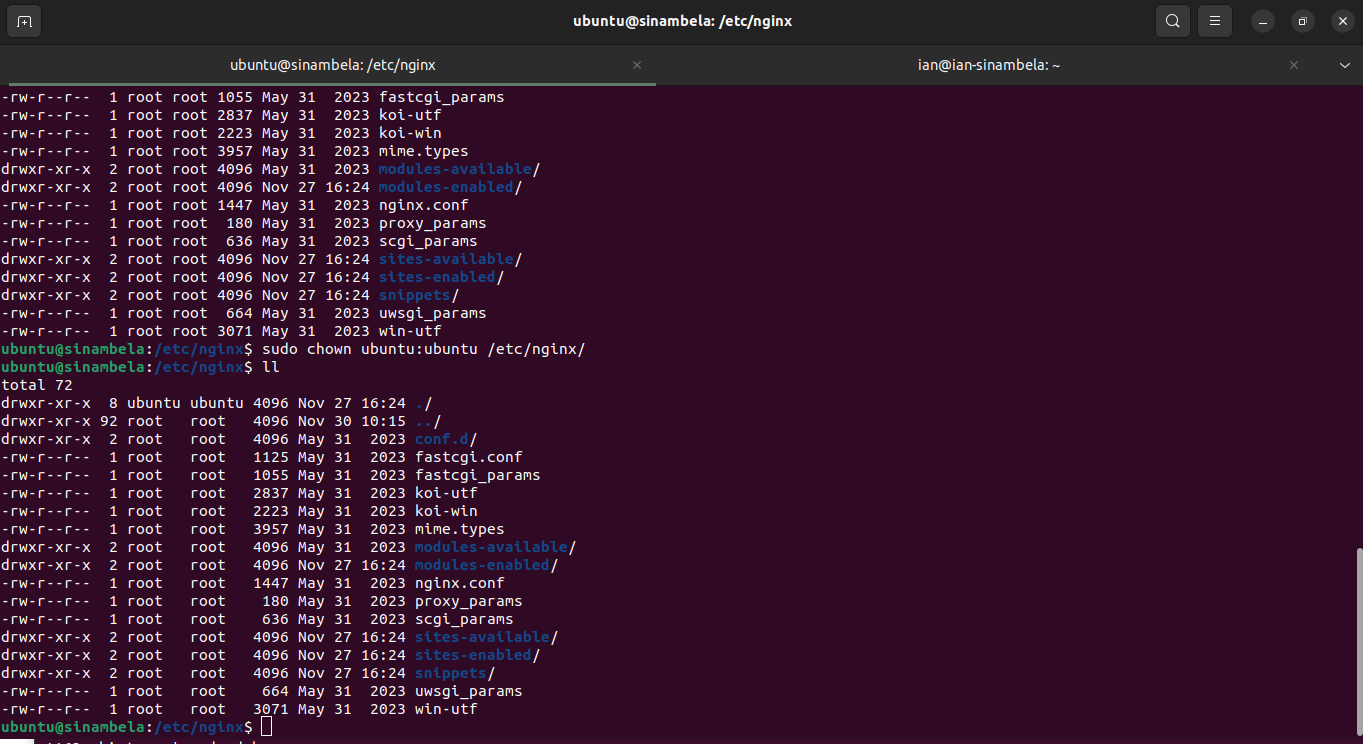 ubuntu@sinambela: /etc/nginx
ubuntu@sinambela: /etc/nginx
ian@ian-sinambela: ~
-rw-r--r--  1 root root 1055 May 31  2023 fastcgi_params
-rw-r--r--  1 root root 2837 May 31  2023 koi-utf
-rw-r--r--  1 root root 2223 May 31  2023 koi-win
-rw-r--r--  1 root root 3957 May 31  2023 mime.types
drwxr-xr-x  2 root root 4096 May 31  2023 modules-available/
drwxr-xr-x  2 root root 4096 Nov 27 16:24 modules-enabled/
-rw-r--r--  1 root root 1447 May 31  2023 nginx.conf
-rw-r--r--  1 root root  180 May 31  2023 proxy_params
-rw-r--r--  1 root root  636 May 31  2023 scgi_params
drwxr-xr-x  2 root root 4096 Nov 27 16:24 sites-available/
drwxr-xr-x  2 root root 4096 Nov 27 16:24 sites-enabled/
drwxr-xr-x  2 root root 4096 Nov 27 16:24 snippets/
-rw-r--r--  1 root root  664 May 31  2023 uwsgi_params
-rw-r--r--  1 root root 3071 May 31  2023 win-utf
ubuntu@sinambela:/etc/nginx$ sudo chown ubuntu:ubuntu /etc/nginx/
ubuntu@sinambela:/etc/nginx$ ll
total 72
drwxr-xr-x  8 ubuntu ubuntu 4096 Nov 27 16:24 ./
drwxr-xr-x 92 root   root   4096 Nov 30 10:15 ../
drwxr-xr-x  2 root   root   4096 May 31  2023 conf.d/
-rw-r--r--  1 root   root   1125 May 31  2023 fastcgi.conf
-rw-r--r--  1 root   root   1055 May 31  2023 fastcgi_params
-rw-r--r--  1 root   root   2837 May 31  2023 koi-utf
-rw-r--r--  1 root   root   2223 May 31  2023 koi-win
-rw-r--r--  1 root   root   3957 May 31  2023 mime.types
drwxr-xr-x  2 root   root   4096 May 31  2023 modules-available/
drwxr-xr-x  2 root   root   4096 Nov 27 16:24 modules-enabled/
-rw-r--r--  1 root   root   1447 May 31  2023 nginx.conf
-rw-r--r--  1 root   root    180 May 31  2023 proxy_params
-rw-r--r--  1 root   root    636 May 31  2023 scgi_params
drwxr-xr-x  2 root   root   4096 Nov 27 16:24 sites-available/
drwxr-xr-x  2 root   root   4096 Nov 27 16:24 sites-enabled/
drwxr-xr-x  2 root   root   4096 Nov 27 16:24 snippets/
-rw-r--r--  1 root   root    664 May 31  2023 uwsgi_params
-rw-r--r--  1 root   root   3071 May 31  2023 win-utf
ubuntu@sinambela:/etc/nginx$